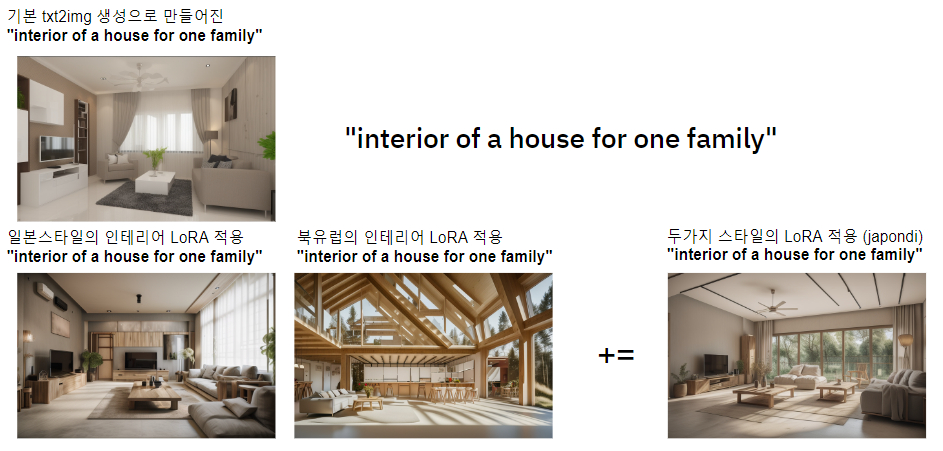 기본 txt2img 생성으로 만들어진
"interior of a house for one family"
"interior of a house for one family"
일본스타일의 인테리어 LoRA 적용
"interior of a house for one family"
북유럽의 인테리어 LoRA 적용
"interior of a house for one family"
+=
두가지 스타일의 LoRA 적용 (japondi)
"interior of a house for one family"